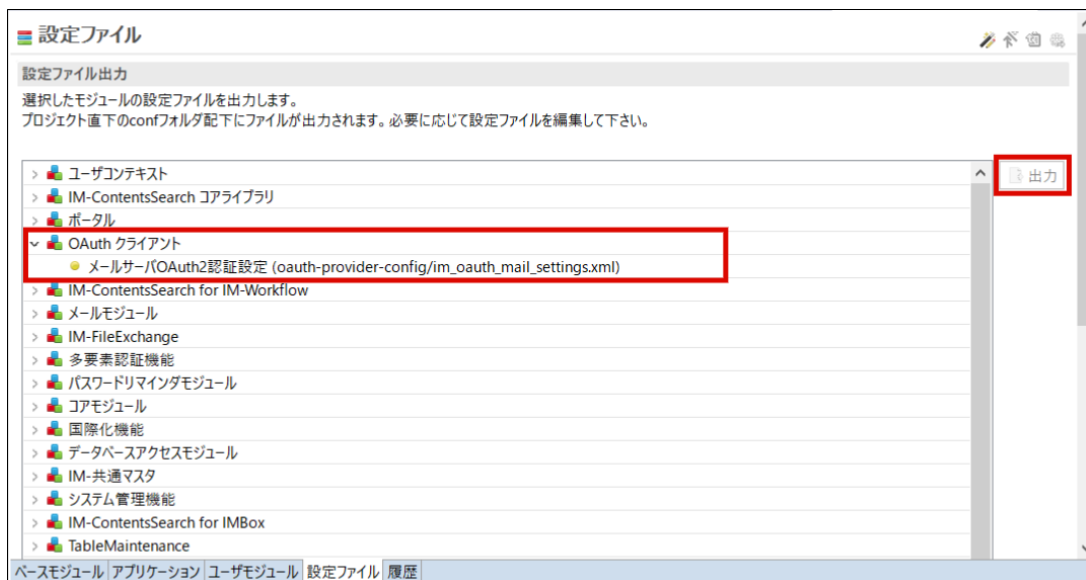 設定ファイル
設定ファイル出力
選択したモジュールの設定ファイルを出力します。
プロジェクト直下のconfフォルダ配下にファイルが出力されます。必要に応じて設定ファイルを編集して下さい。
ユーザコンテキスト
出力
IM-ContentsSearch コアライブラリ
ポータル
OAuth クライアント
メールサーバOAuth2認証設定 (oauth-provider-config/im_oauth_mail_settings.xml)
IM-ContentsSearch for IM-Workflow
メールモジュール
IM-FileExchange
多要素認証機能
パスワードリマインダモジュール
コアモジュール
国際化機能
データベースアクセスモジュール
IM-共通マスタ
システム管理機能
IM-ContentsSearch for IMBox
TableMaintenance
ベースモジュール アプリケーション ユーザモジュール 設定ファイル 履歴